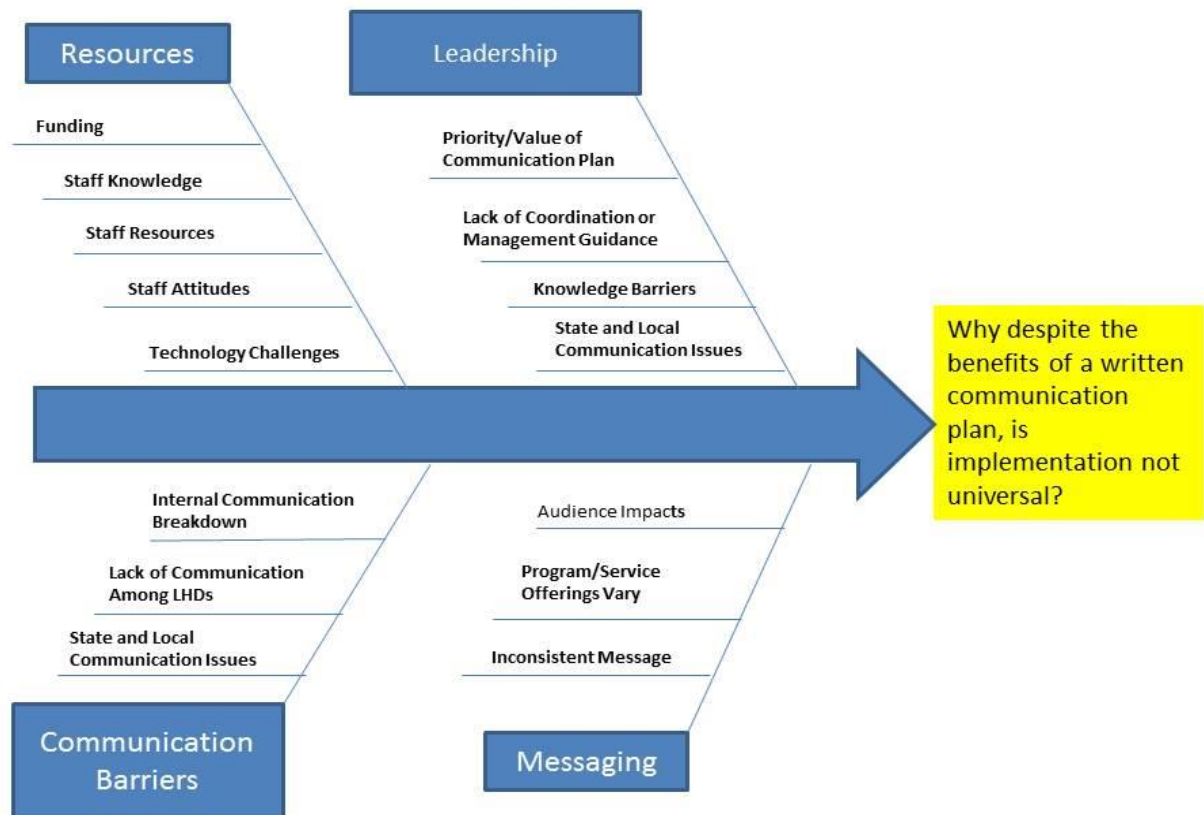 Resources
Funding
Staff Knowledge
Staff Resources
Staff Attitudes
Technology Challenges
Leadership
Priority/Value of
Communication Plan
Lack of Coordination or
Management Guidance
Knowledge Barriers
State and Local
Communication Issues
Why despite the
benefits of a written
communication
plan, is
implementation not
universal?
Internal Communication
Breakdown
Lack of Communication
Among LHDs
State and Local
Communication Issues
Communication
Barriers
Audience Impacts
Program/Service
Offerings Vary
Inconsistent Message
Messaging